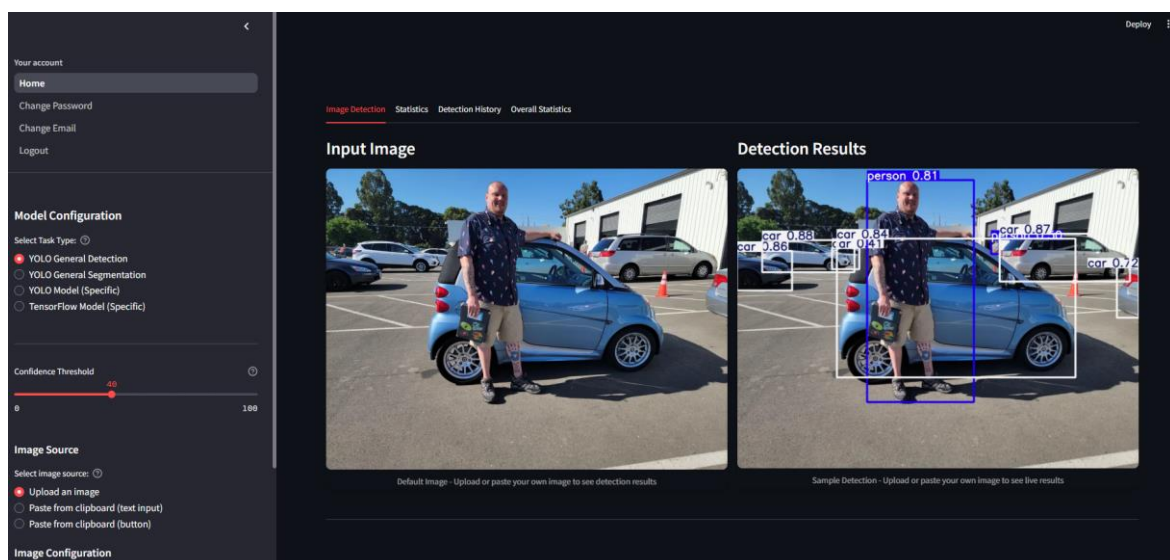 Deploy
Your account
Home
Change Password
Change Email
Logout
Model Configuration
Select Task Type:
YOLO General Detection
YOLO General Segmentation
YOLO Model (Specific)
TensorFlow Model (Specific)
Confidence Threshold
40
0 100
Image Source
Select image source:
Upload an image
Paste from clipboard (text input)
Paste from clipboard (button)
Image Configuration
Image Detection Statistics Detection History Overall Statistics
Input Image
Default Image - Upload or paste your own image to see detection results
Detection Results
person 0.81
car 0.88
car 0.84
car 0.87
car 0.86
car 0.41
car 0.72
Sample Detection - Upload or paste your own image to see live results